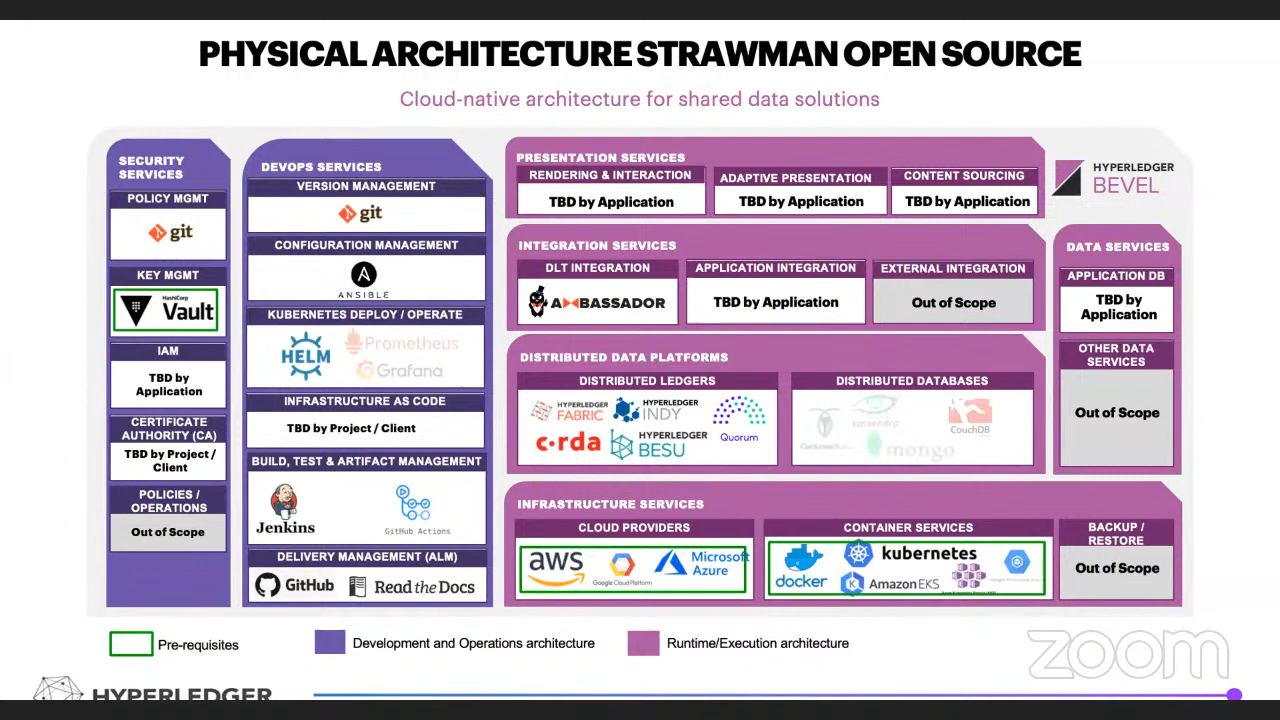 PHYSICAL ARCHITECTURE STRAWMAN OPEN SOURCE
Cloud-native architecture for shared data solutions
SECURITY
SERVICES
POLICY MGMT
git
KEY MGMT
HashiCorp
Vault
IAM
TBD by
Application
CERTIFICATE
AUTHORITY (CA)
TBD by Project /
Client
POLICIES /
OPERATIONS
Out of Scope
DEVOPS SERVICES
VERSION MANAGEMENT
git
CONFIGURATION MANAGEMENT
ANSIBLE
KUBERNETES DEPLOY / OPERATE
HELM
Prometheus
Grafana
INFRASTRUCTURE AS CODE
TBD by Project / Client
BUILD, TEST & ARTIFACT MANAGEMENT
Jenkins
GitHub Actions
DELIVERY MANAGEMENT (ALM)
GitHub
Read the Docs
PRESENTATION SERVICES
RENDERING & INTERACTION
TBD by Application
ADAPTIVE PRESENTATION
TBD by Application
CONTENT SOURCING
TBD by Application
HYPERLEDGER
BEVEL
INTEGRATION SERVICES
DLT INTEGRATION
AMBASSADOR
APPLICATION INTEGRATION
TBD by Application
EXTERNAL INTEGRATION
Out of Scope
DATA SERVICES
APPLICATION DB
TBD by
Application
OTHER DATA
SERVICES
Out of Scope
DISTRIBUTED DATA PLATFORMS
DISTRIBUTED LEDGERS
HYPERLEDGER
FABRIC
HYPERLEDGER
INDY
Quorum
c·rda
HYPERLEDGER
BESU
DISTRIBUTED DATABASES
CouchDB
mongo
INFRASTRUCTURE SERVICES
CLOUD PROVIDERS
aws
Google Cloud Platform
Microsoft
Azure
CONTAINER SERVICES
docker
kubernetes
Amazon EKS
BACKUP /
RESTORE
Out of Scope
Pre-requisites
Development and Operations architecture
Runtime/Execution architecture
zoom
HYPERLEDGER